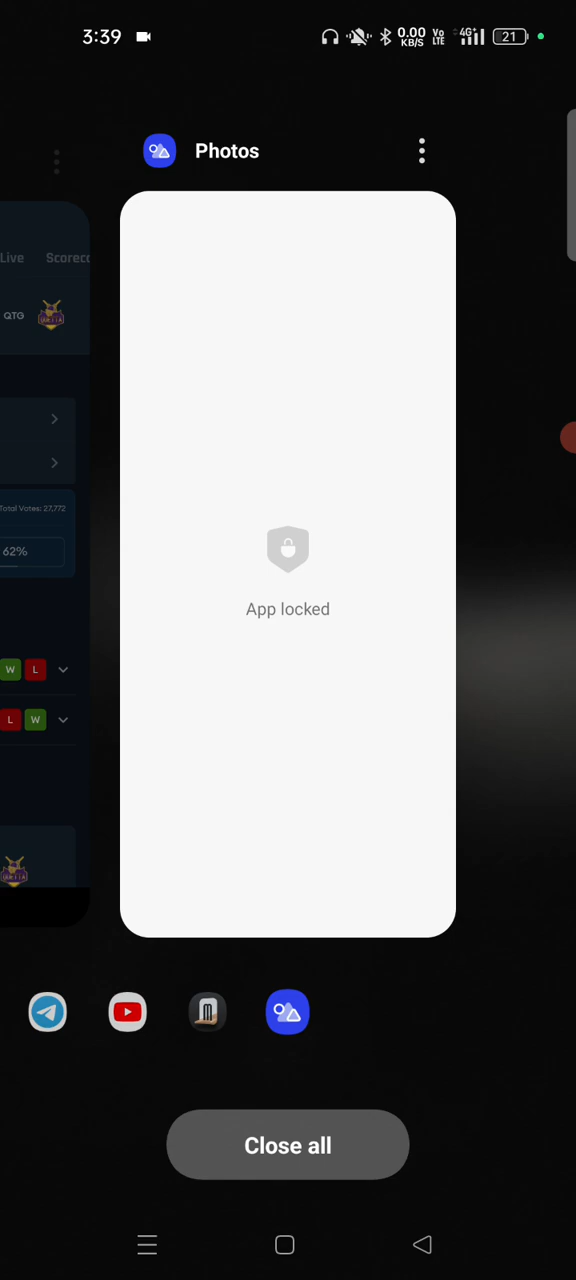 3:39
0.00 KB/S
Vo LTE
4G+
21
Photos
Live
Scorec
QTG
Total Votes: 27,772
62%
W L
L W
App locked
Close all